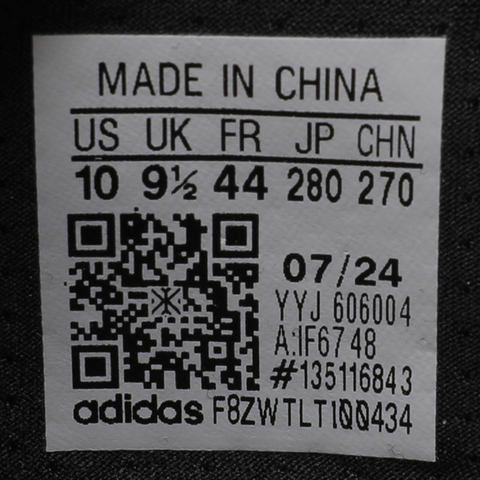 MADE IN CHINA
US UK FR JP CHN
10 9½ 44 280 270
07/24
YYJ 606004
A:IF6748
#135116843
adidas F8ZWTLT100434